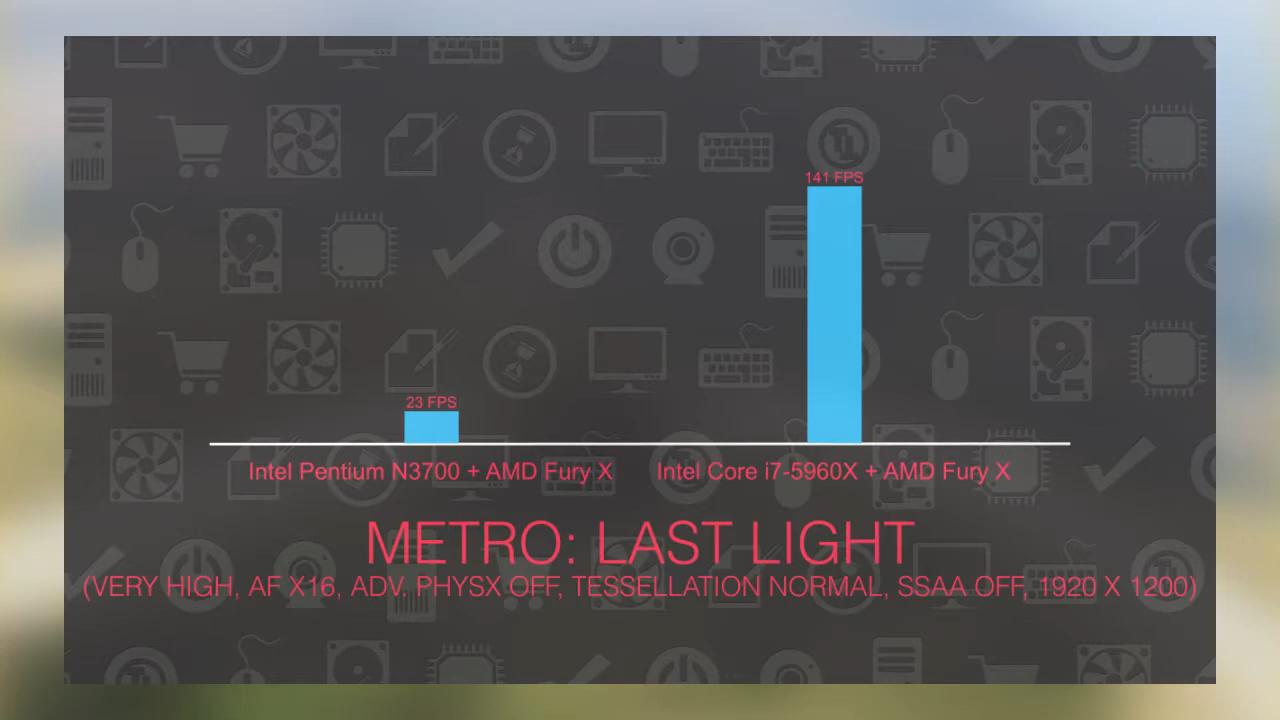 141 FPS
23 FPS
Intel Pentium N3700 + AMD Fury X
Intel Core i7-5960X + AMD Fury X
METRO: LAST LIGHT
(VERY HIGH, AF X16, ADV. PHYSX OFF, TESSELLATION NORMAL, SSAA OFF, 1920 X 1200)